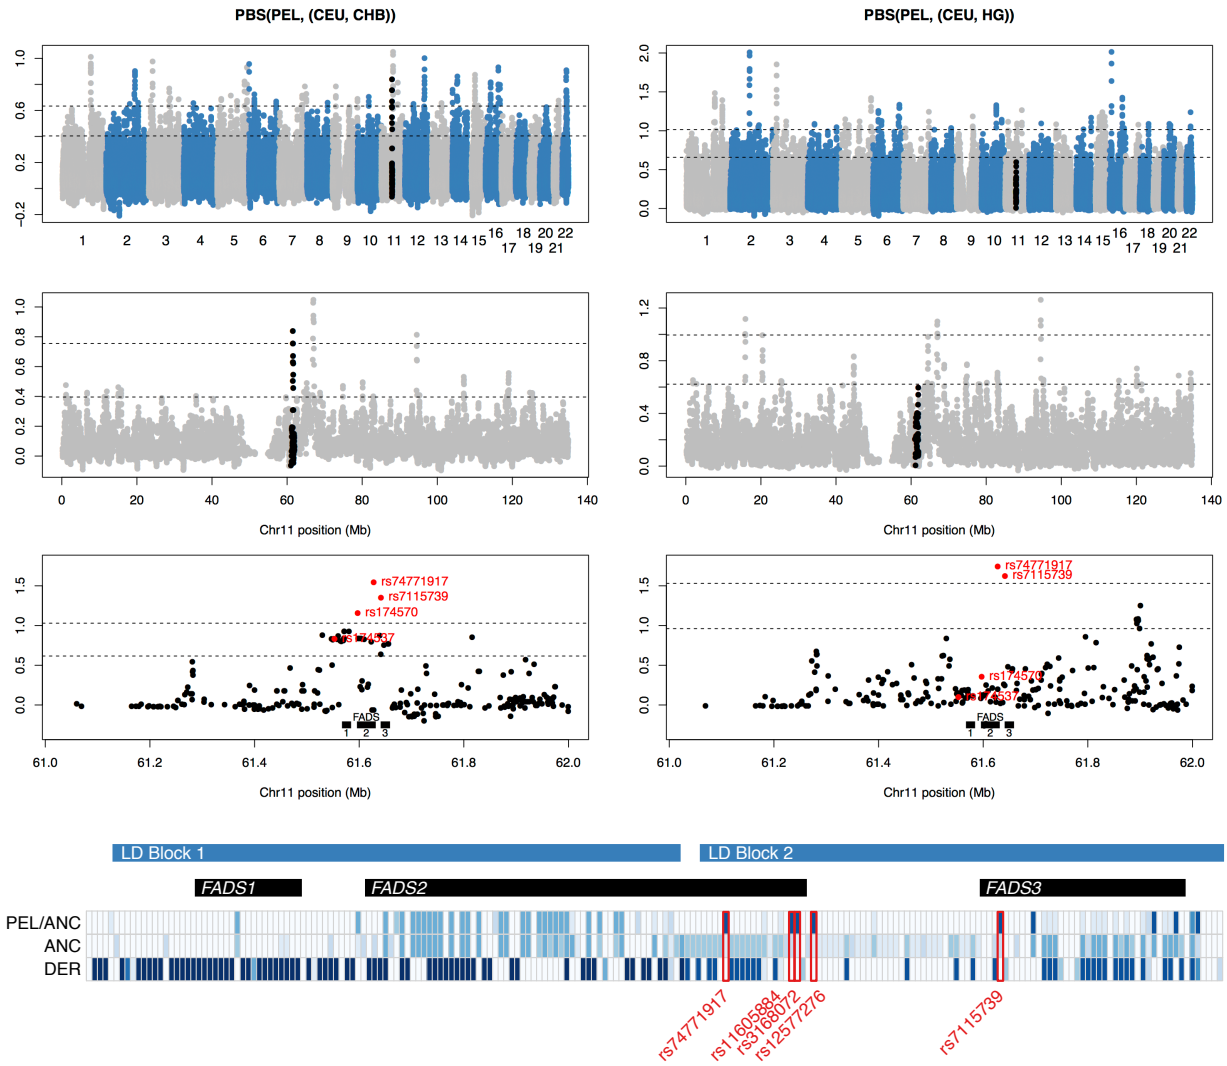 PBS(PEL, (CEU, CHB))
PBS(PEL, (CEU, HG))
1.0
0.6
0.2
−0.2
1 2 3 4 5 6 7 8 9 10 11 12 13 14 15 16 18 20 22
17 19 21
2.0
1.5
1.0
0.5
0.0
1 2 3 4 5 6 7 8 9 10 11 12 13 14 15 16 18 20 22
17 19 21
1.0
0.8
0.6
0.4
0.2
0.0
0 20 40 60 80 100 120 140
Chr11 position (Mb)
1.2
0.8
0.4
0.0
0 20 40 60 80 100 120 140
Chr11 position (Mb)
1.5
1.0
0.5
0.0
rs74771917
rs7115739
rs174570
rs174537
FADS
1 2 3
61.0 61.2 61.4 61.6 61.8 62.0
Chr11 position (Mb)
1.5
1.0
0.5
0.0
rs74771917
rs7115739
rs174570
rs174537
FADS
1 2 3
61.0 61.2 61.4 61.6 61.8 62.0
Chr11 position (Mb)
LD Block 1
LD Block 2
FADS1
FADS2
FADS3
PEL/ANC
ANC
DER
rs74771917
rs11605884
rs3168072
rs12577276
rs7115739